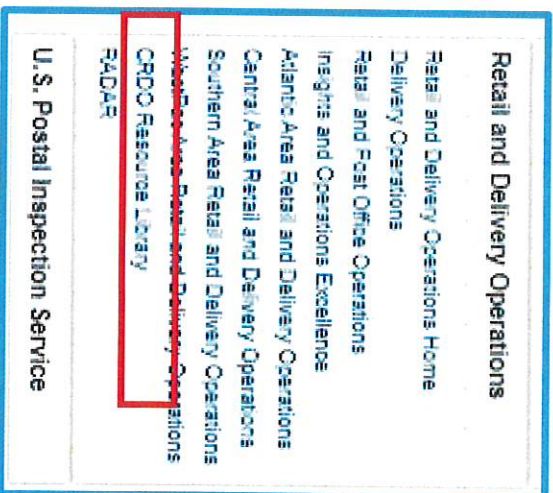 Retail and Delivery Operations
Retail and Delivery Operations Home
Delivery Operations
Retail and Post Office Operations
Insights and Operations Excellence
Atlantic Area Retail and Delivery Operations
Central Area Retail and Delivery Operations
Southern Area Retail and Delivery Operations
WestPac Area Retail and Delivery Operations
CRDO Resource Library
RADAR
U.S. Postal Inspection Service